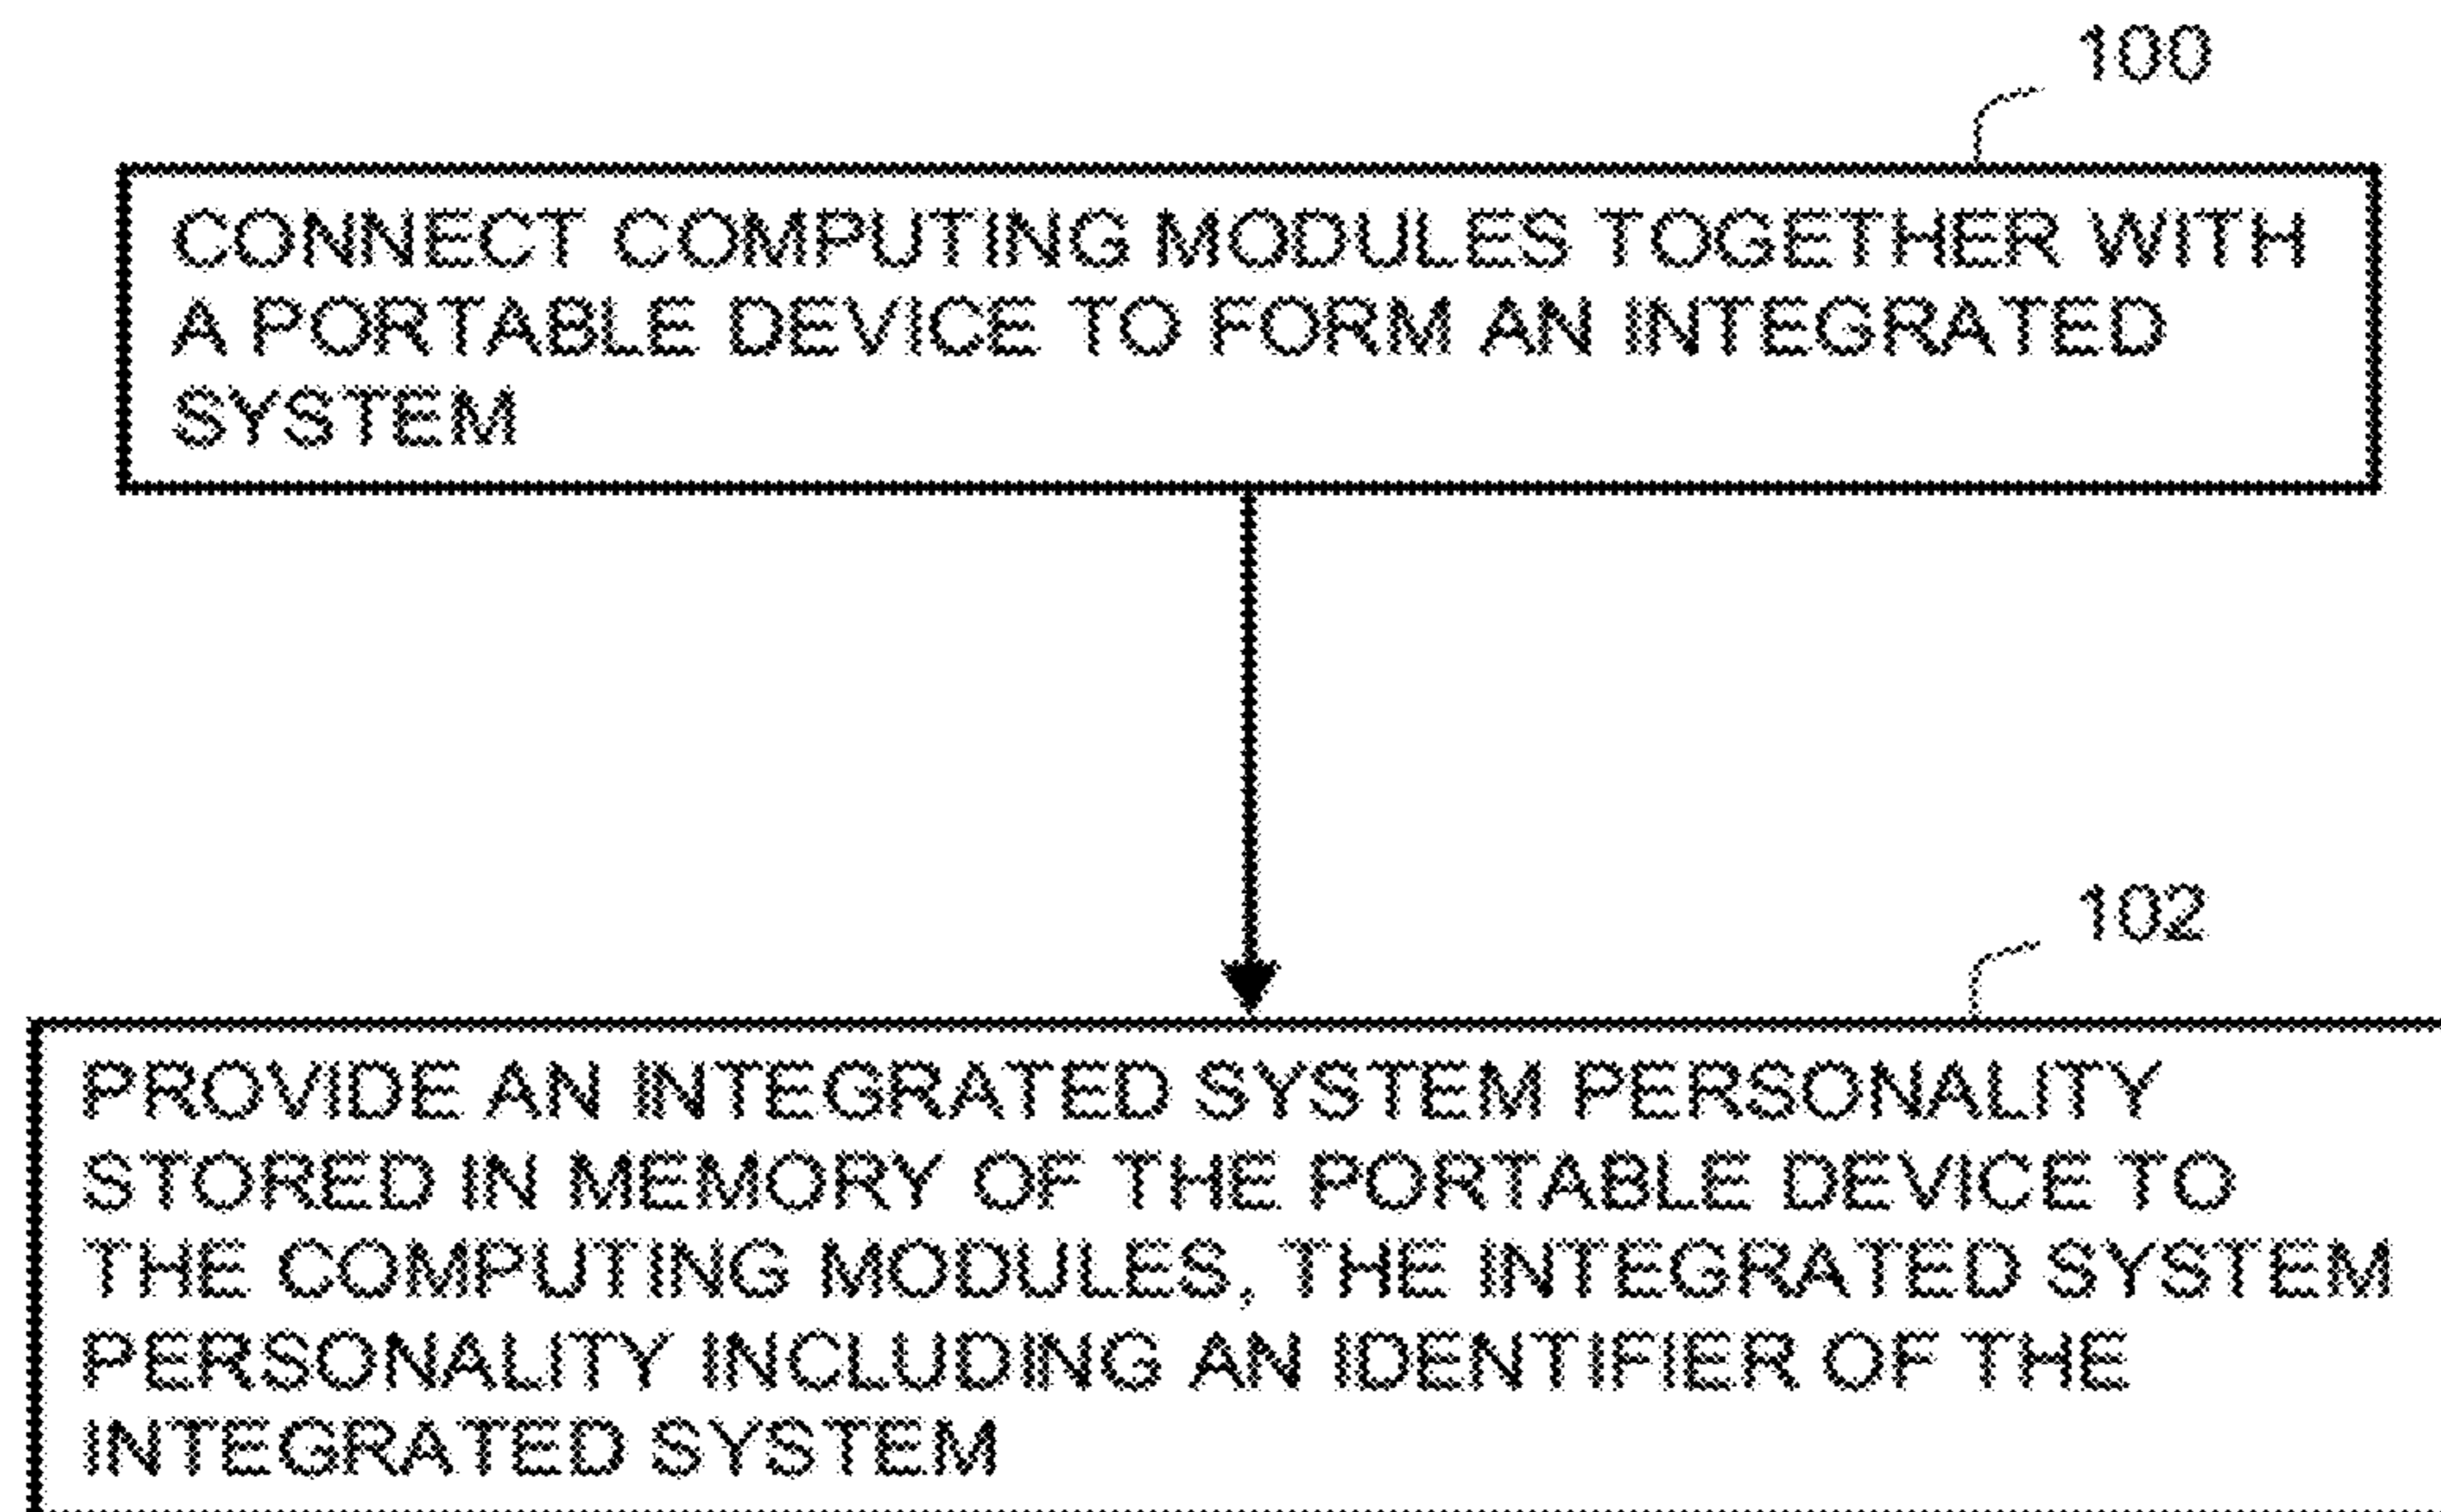 100
CONNECT COMPUTING MODULES TOGETHER WITH
A PORTABLE DEVICE TO FORM AN INTEGRATED
SYSTEM
102
PROVIDE AN INTEGRATED SYSTEM PERSONALITY
STORED IN MEMORY OF THE PORTABLE DEVICE TO
THE COMPUTING MODULES, THE INTEGRATED SYSTEM
PERSONALITY INCLUDING AN IDENTIFIER OF THE
INTEGRATED SYSTEM